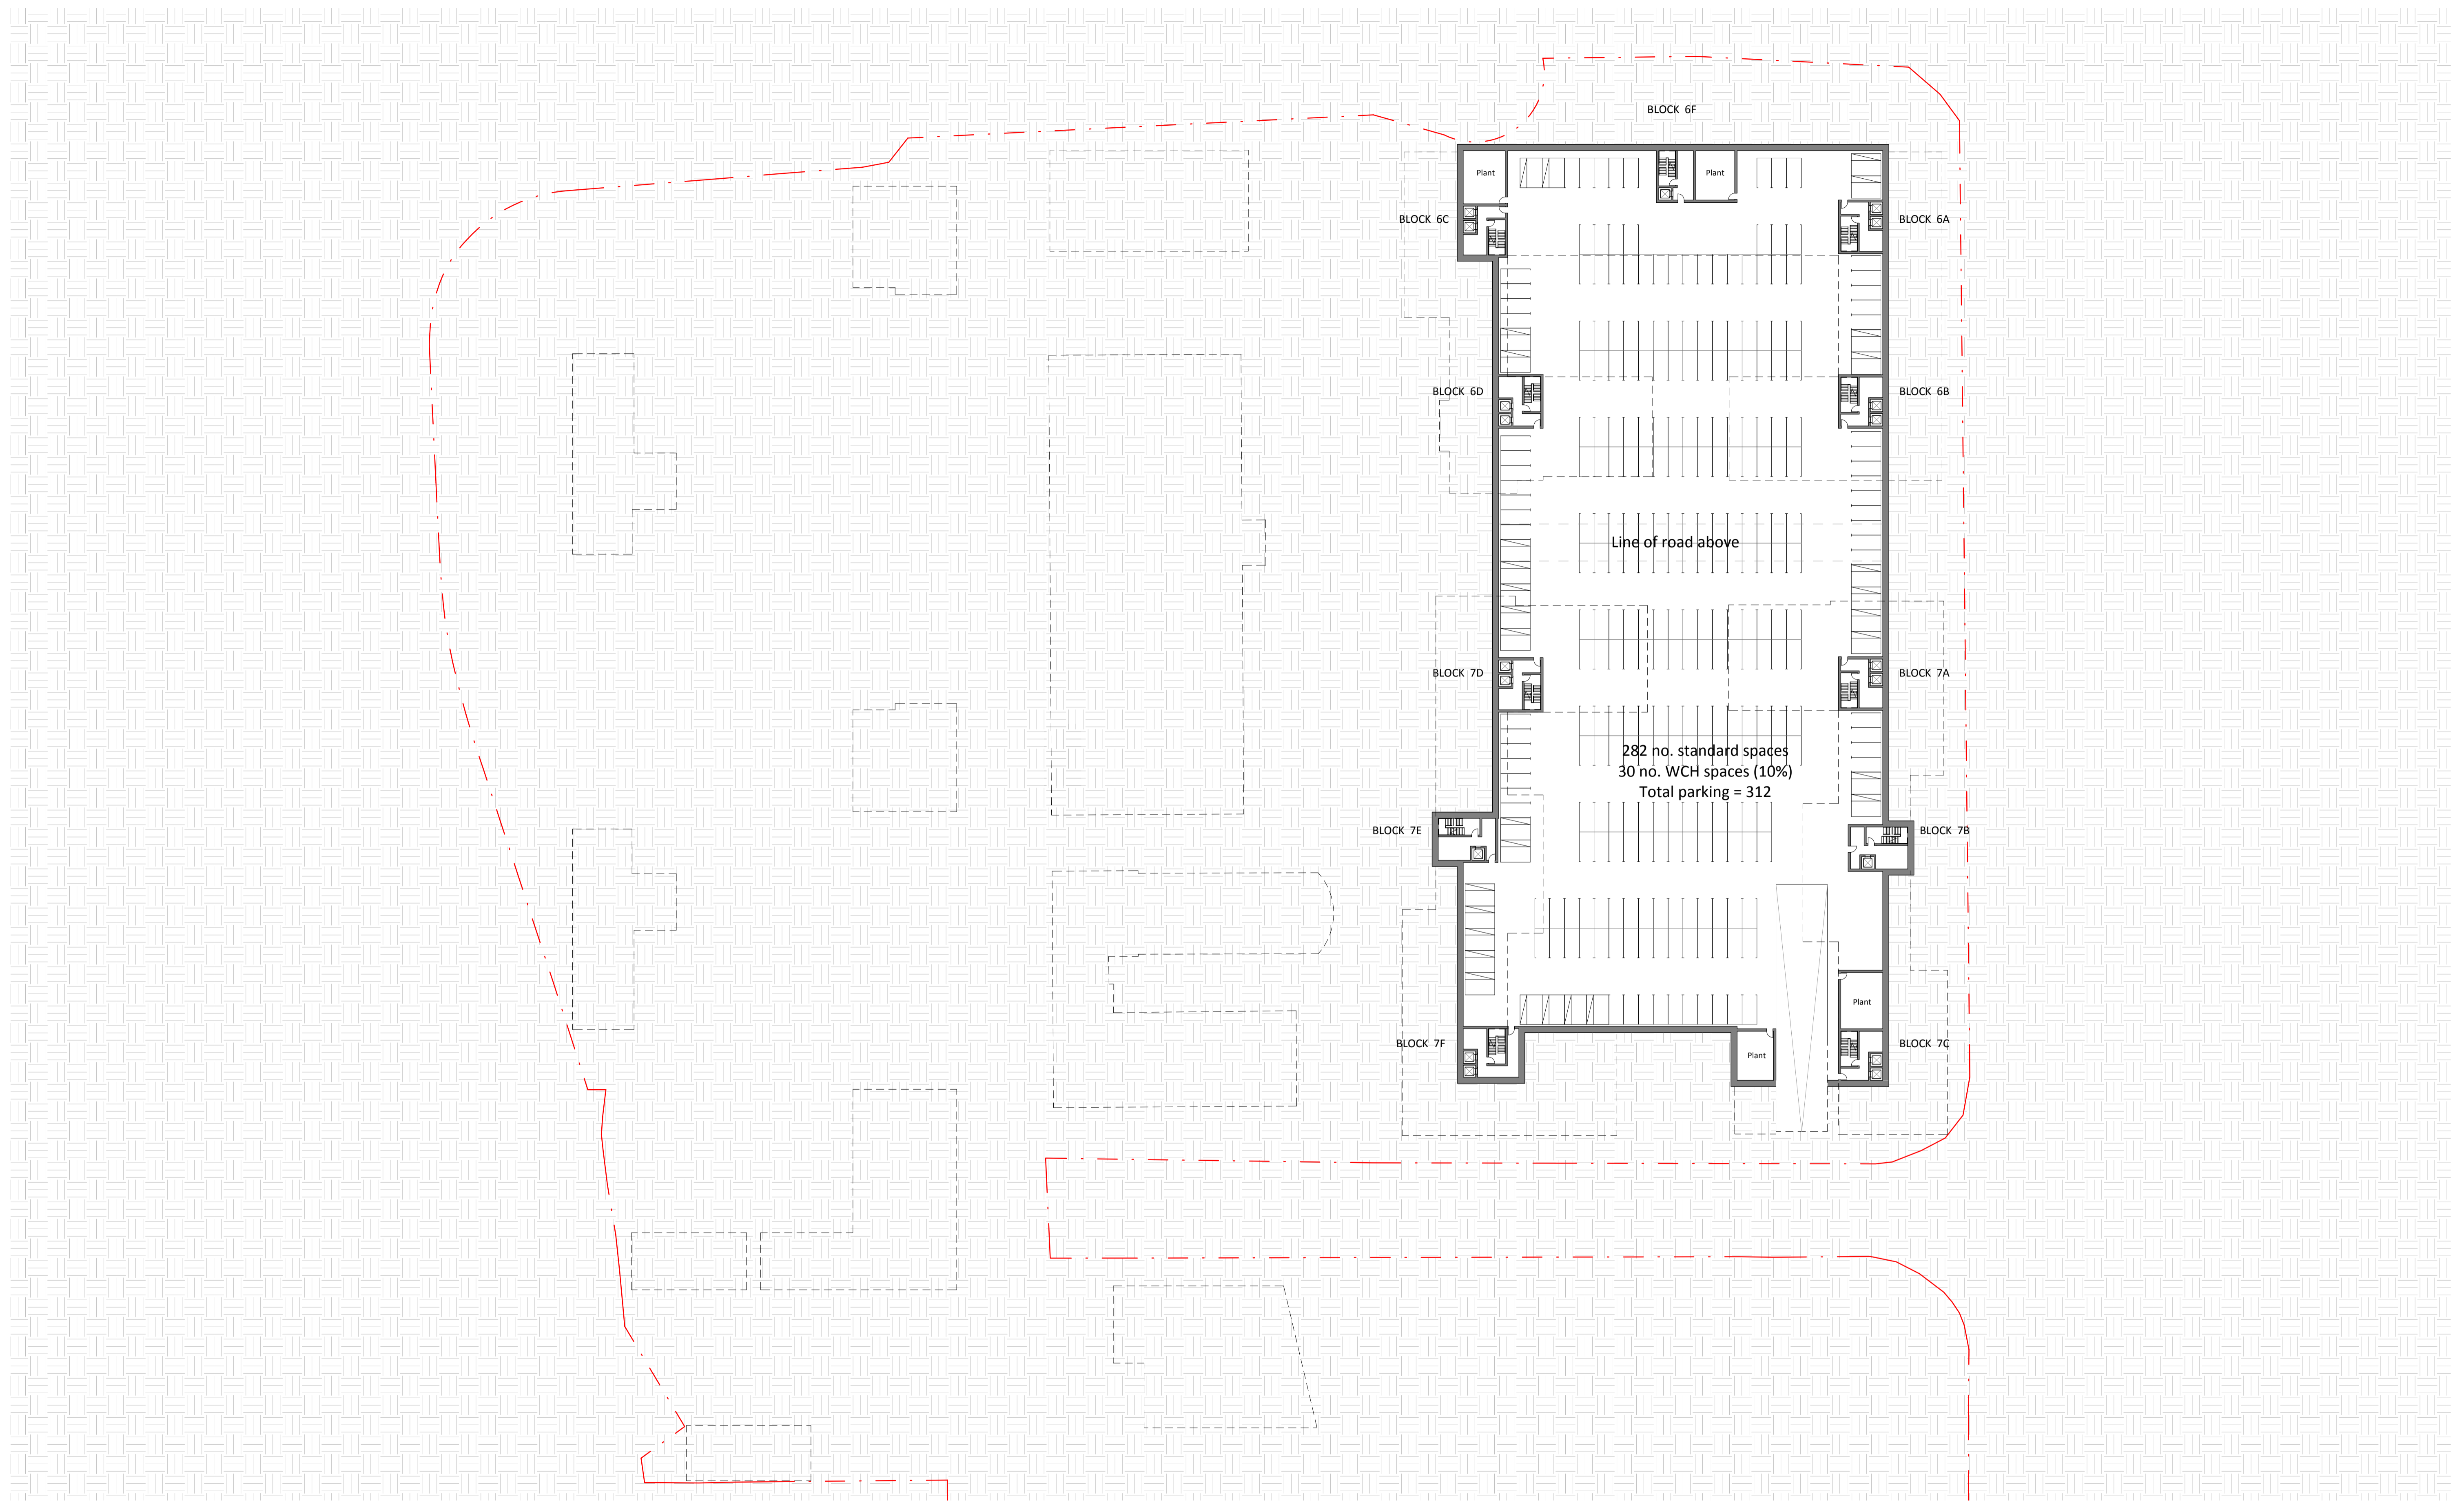 BLOCK 6F
Plant
Plant
BLOCK 6C
BLOCK 6A
BLOCK 6D
BLOCK 6B
Line of road above
BLOCK 7D
BLOCK 7A
282 no. standard spaces
30 no. WCH spaces (10%)
Total parking = 312
BLOCK 7E
BLOCK 7B
Plant
BLOCK 7F
Plant
BLOCK 7C